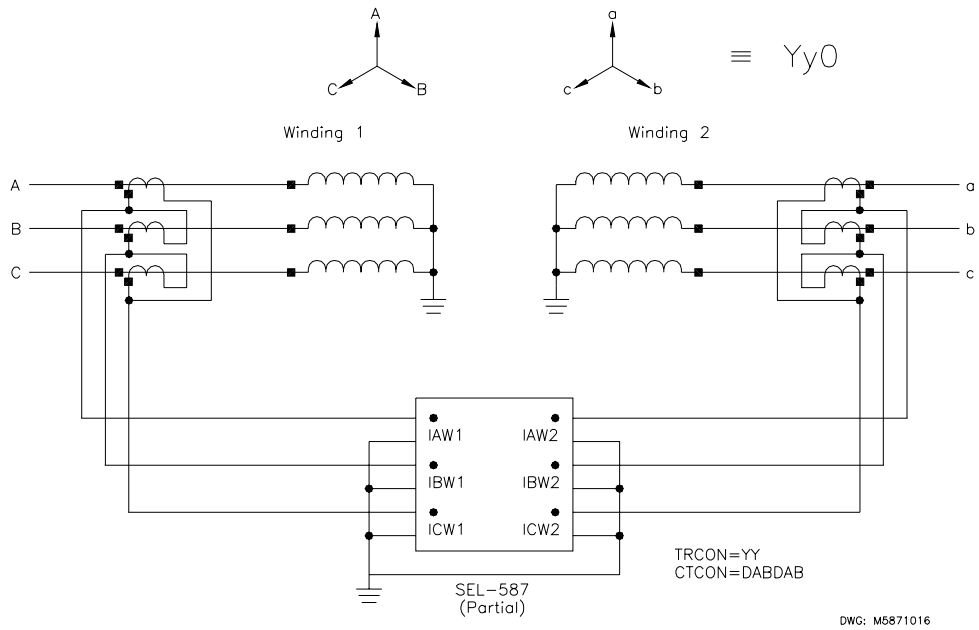 A
C
B
a
c
b
≡ Yy0
Winding 1
Winding 2
A
B
C
a
b
c
IAW1
IAW2
IBW1
IBW2
ICW1
ICW2
SEL-587
(Partial)
TRCON=YY
CTCON=DABDAB
DWG: M5871016